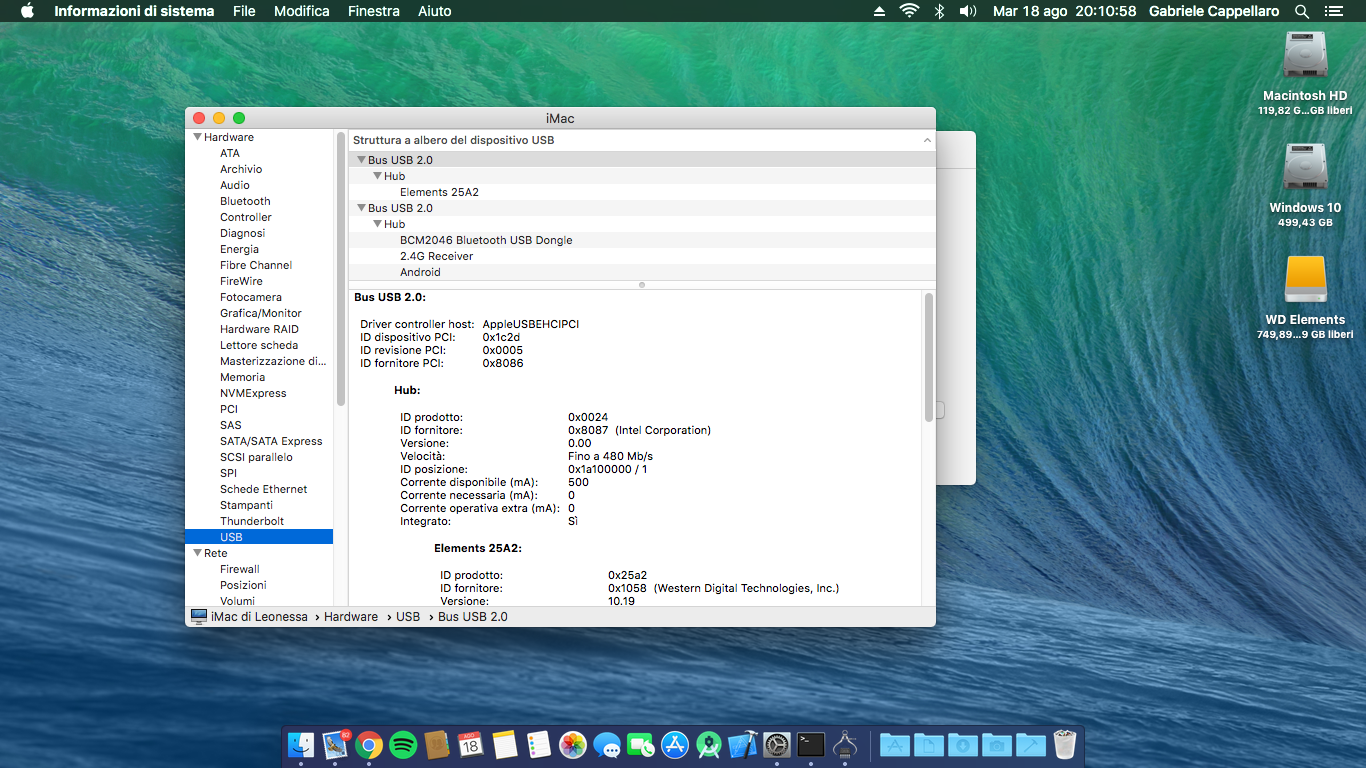 Informazioni di sistema File Modifica Finestra Aiuto Mar 18 ago 20:10:58 Gabriele Cappellaro
Macintosh HD
119,82 G...GB liberi
Windows 10
499,43 GB
WD Elements
749,89...9 GB liberi
iMac
Hardware
ATA
Archivio
Audio
Bluetooth
Controller
Diagnosi
Energia
Fibre Channel
FireWire
Fotocamera
Grafica/Monitor
Hardware RAID
Lettore scheda
Masterizzazione di...
Memoria
NVMExpress
PCI
SAS
SATA/SATA Express
SCSI parallelo
SPI
Schede Ethernet
Stampanti
Thunderbolt
USB
Rete
Firewall
Posizioni
Volumi
Struttura a albero del dispositivo USB
Bus USB 2.0
Hub
Elements 25A2
Bus USB 2.0
Hub
BCM2046 Bluetooth USB Dongle
2.4G Receiver
Android
Bus USB 2.0:
Driver controller host: AppleUSBEHCIPCI
ID dispositivo PCI: 0x1c2d
ID revisione PCI: 0x0005
ID fornitore PCI: 0x8086
Hub:
ID prodotto: 0x0024
ID fornitore: 0x8087 (Intel Corporation)
Versione: 0.00
Velocità: Fino a 480 Mb/s
ID posizione: 0x1a100000 / 1
Corrente disponibile (mA): 500
Corrente necessaria (mA): 0
Corrente operativa extra (mA): 0
Integrato: Sì
Elements 25A2:
ID prodotto: 0x25a2
ID fornitore: 0x1058 (Western Digital Technologies, Inc.)
Versione: 10.19
iMac di Leonessa › Hardware › USB › Bus USB 2.0
82
AGO
18